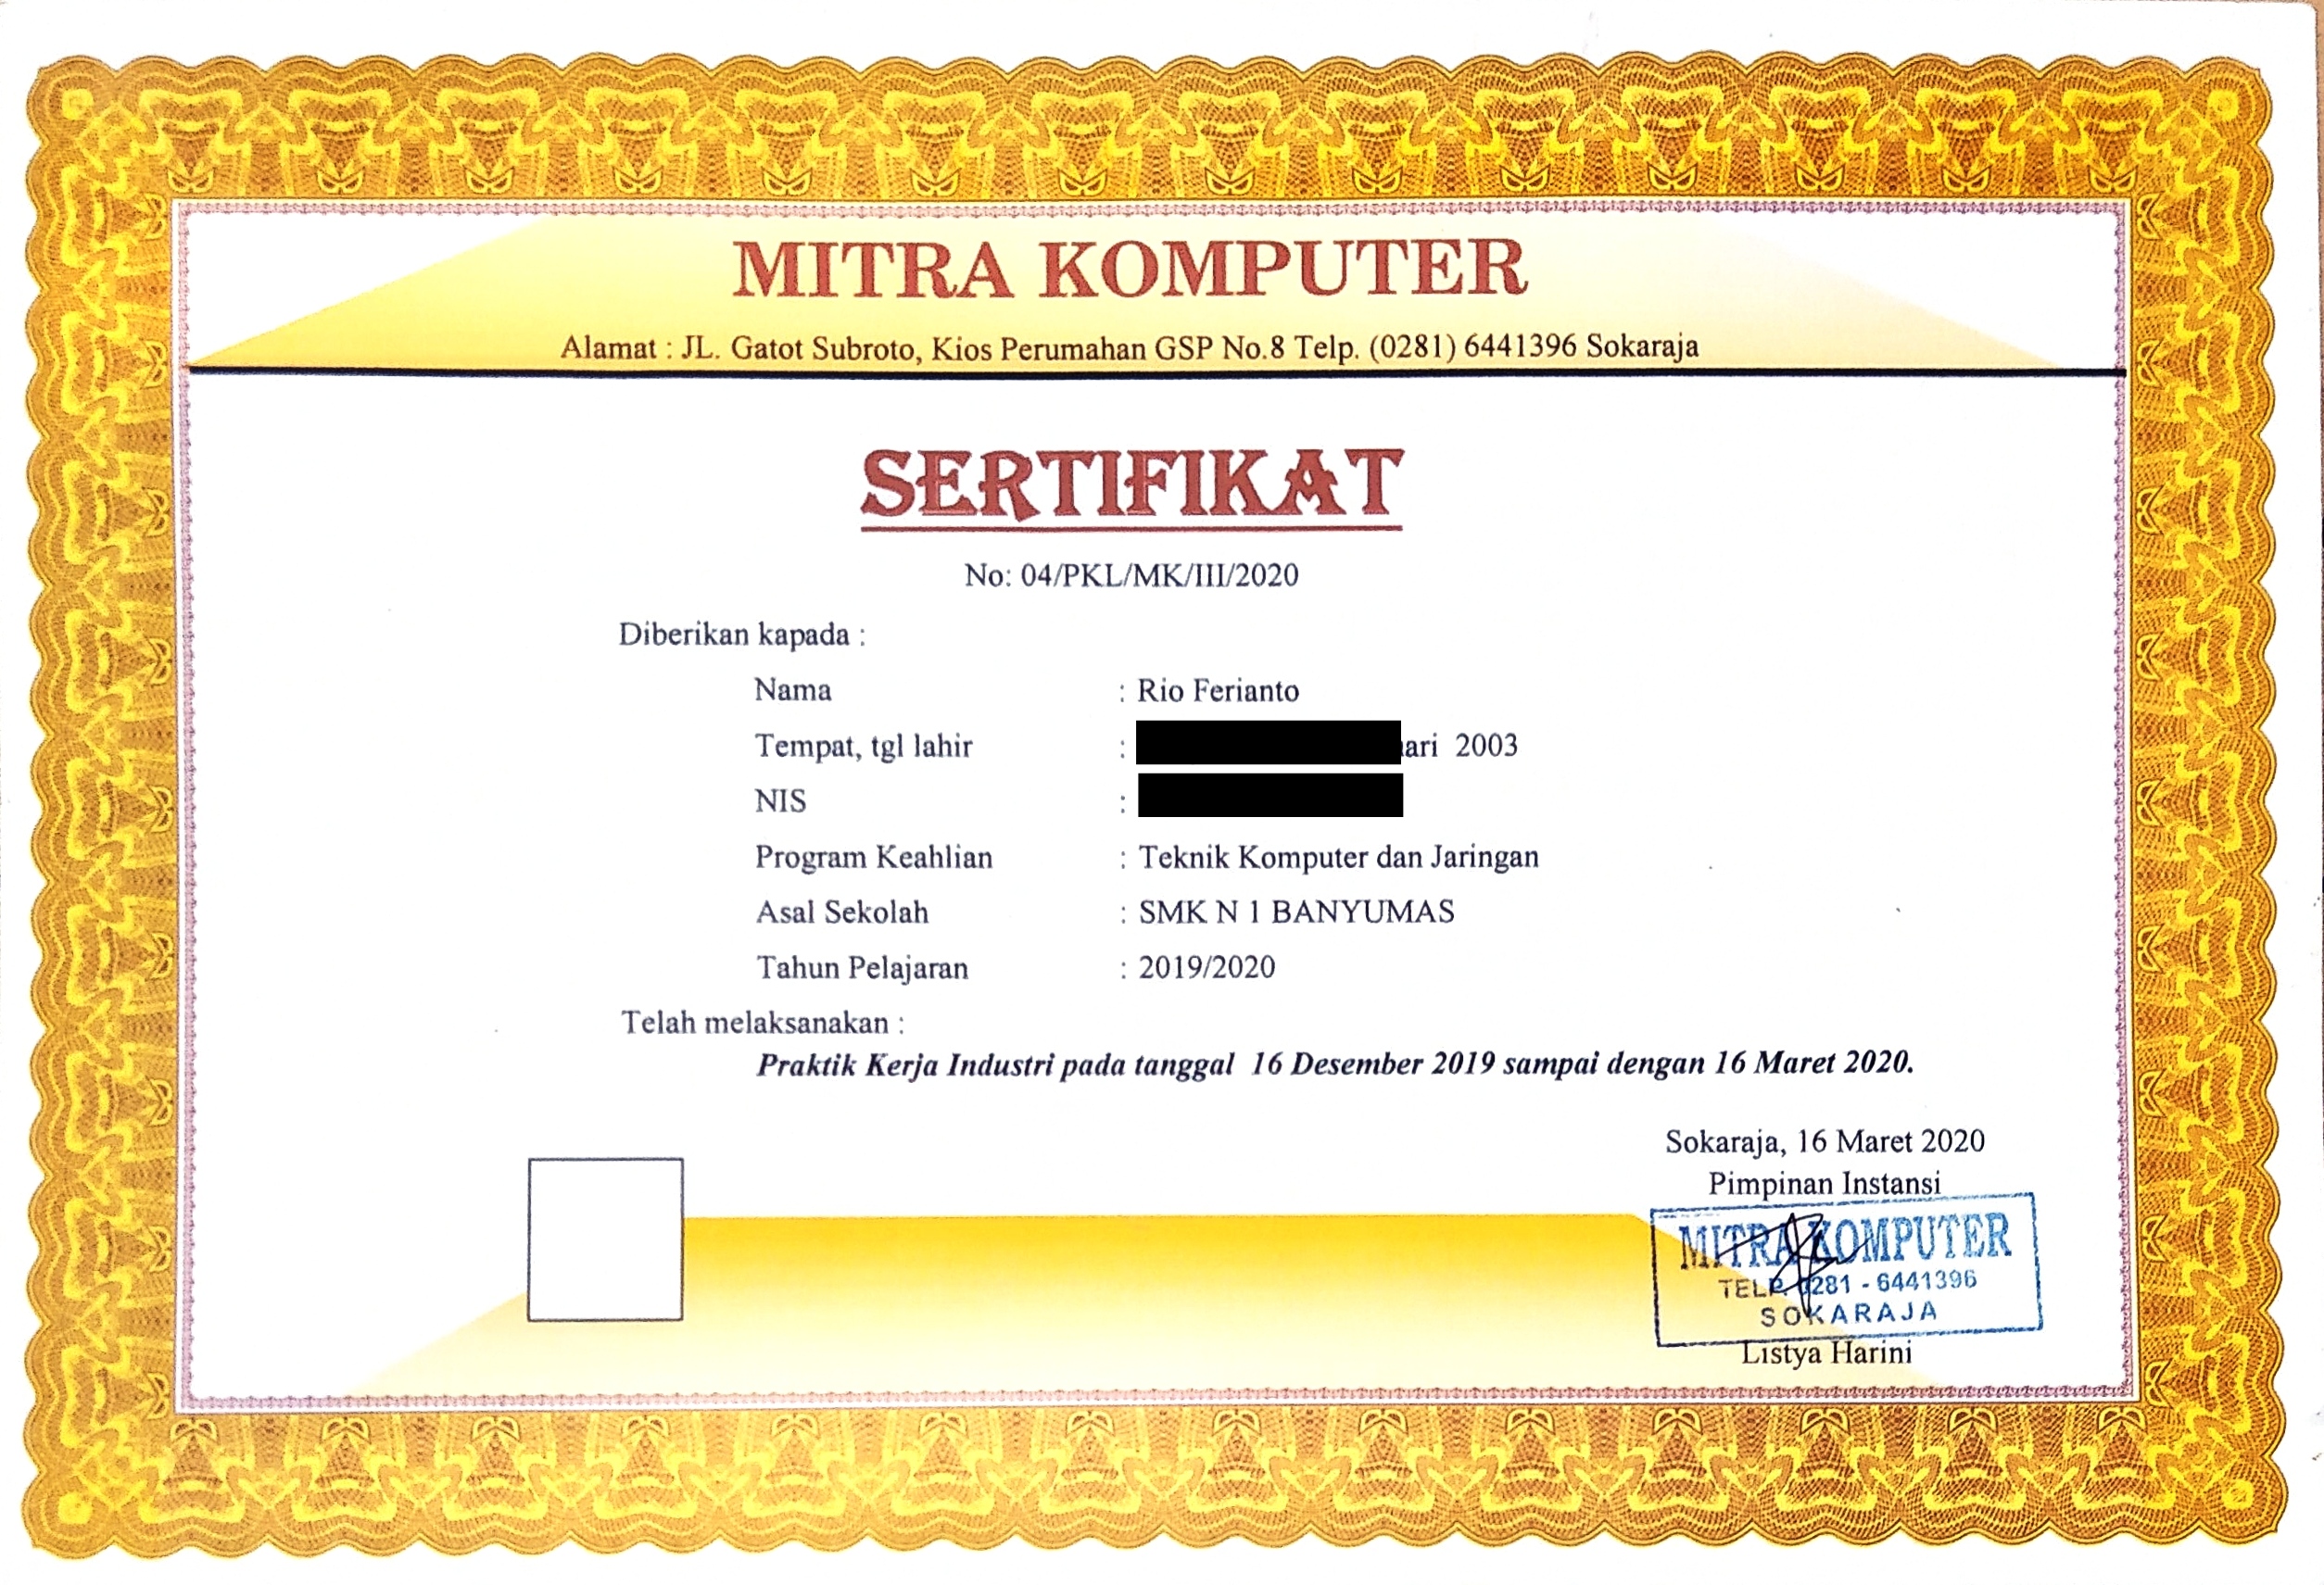 MITRA KOMPUTER
Alamat : JL. Gatot Subroto, Kios Perumahan GSP No.8 Telp. (0281) 6441396 Sokaraja
SERTIFIKAT
No: 04/PKL/MK/III/2020
Diberikan kapada :
Nama : Rio Ferianto
Tempat, tgl lahir : 2003
NIS :
Program Keahlian : Teknik Komputer dan Jaringan
Asal Sekolah : SMK N 1 BANYUMAS
Tahun Pelajaran : 2019/2020
Telah melaksanakan :
Praktik Kerja Industri pada tanggal 16 Desember 2019 sampai dengan 16 Maret 2020.
Sokaraja, 16 Maret 2020
Pimpinan Instansi
MITRA KOMPUTER
TELP. 0281 - 6441396
SOKARAJA
Listya Harini